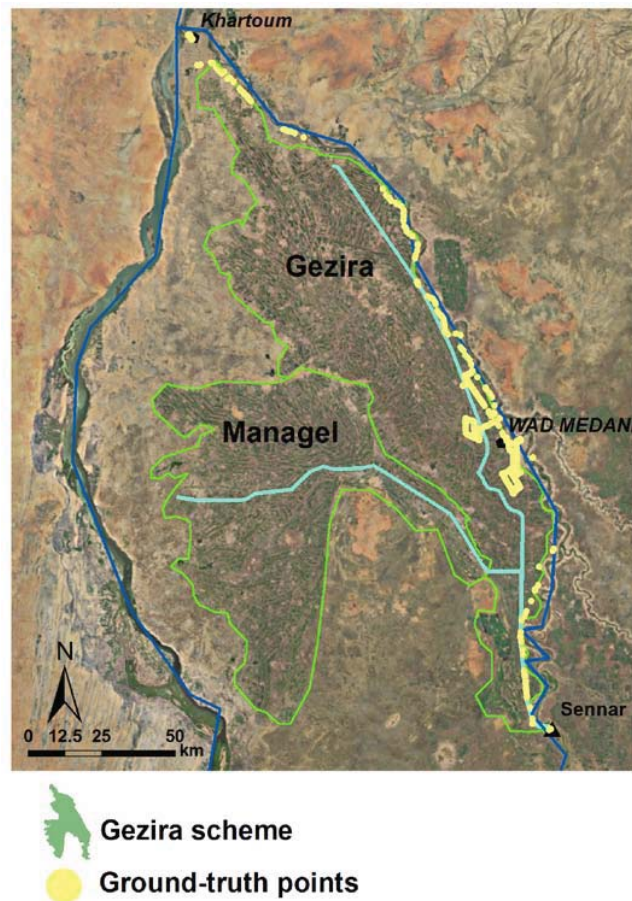 Khartoum
Gezira
Managel
WAD MEDANI
N
Sennar
0 12.5 25 50
km
Gezira scheme
Ground-truth points